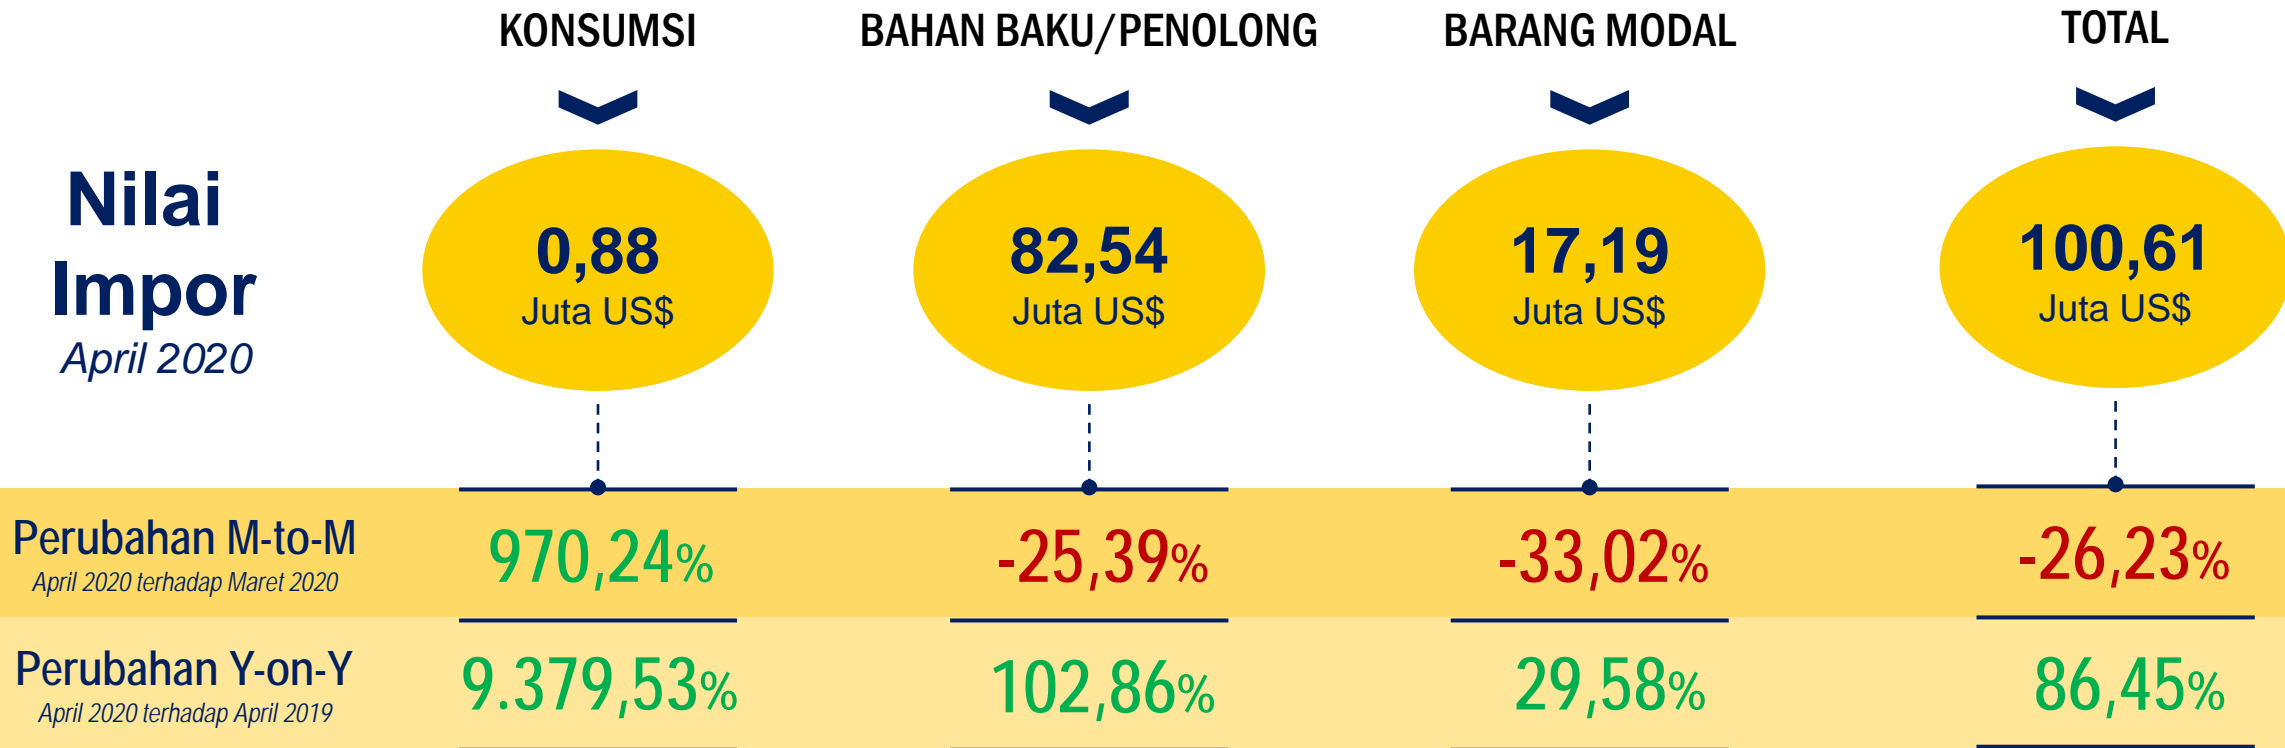 KONSUMSI
BAHAN BAKU/PENOLONG
BARANG MODAL
TOTAL
Nilai
Impor
April 2020
0,88
Juta US$
82,54
Juta US$
17,19
Juta US$
100,61
Juta US$
Perubahan M-to-M
April 2020 terhadap Maret 2020
970,24%
-25,39%
-33,02%
-26,23%
Perubahan Y-on-Y
April 2020 terhadap April 2019
9.379,53%
102,86%
29,58%
86,45%